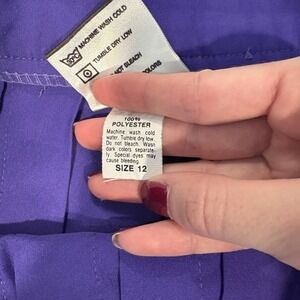 MACHINE WASH COLD
TUMBLE DRY LOW
NOT BLEACH
COLORS
100%
POLYESTER
Machine wash cold
water. Tumble dry low.
Do not bleach. Wash
dark colors separate-
ly. Special dyes may
cause bleeding.
SIZE 12